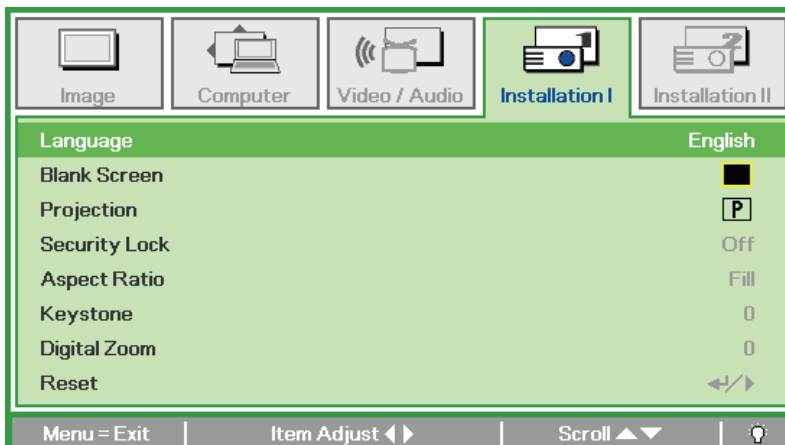 Image Computer Video / Audio Installation I Installation II
Language English
Blank Screen
Projection P
Security Lock Off
Aspect Ratio Fill
Keystone 0
Digital Zoom 0
Reset
Menu = Exit Item Adjust Scroll